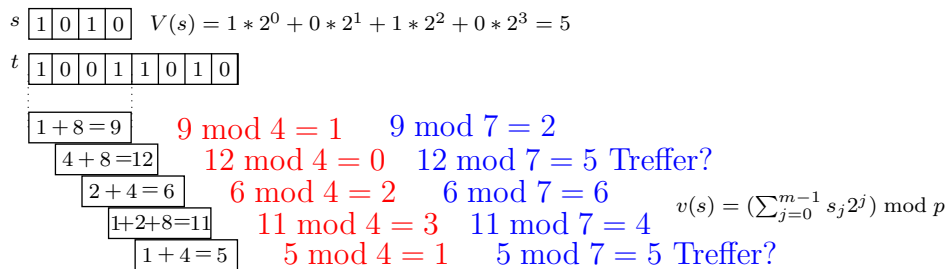 s 1 0 1 0 V(s) = 1 * 2^0 + 0 * 2^1 + 1 * 2^2 + 0 * 2^3 = 5
t 1 0 0 1 1 0 1 0
1 + 8 = 9 9 mod 4 = 1 9 mod 7 = 2
4 + 8 = 12 12 mod 4 = 0 12 mod 7 = 5 Treffer?
2 + 4 = 6 6 mod 4 = 2 6 mod 7 = 6
v(s) = (∑_{j=0}^{m−1} s_j 2^j) mod p
1+2+8=11 11 mod 4 = 3 11 mod 7 = 4
1 + 4 = 5 5 mod 4 = 1 5 mod 7 = 5 Treffer?